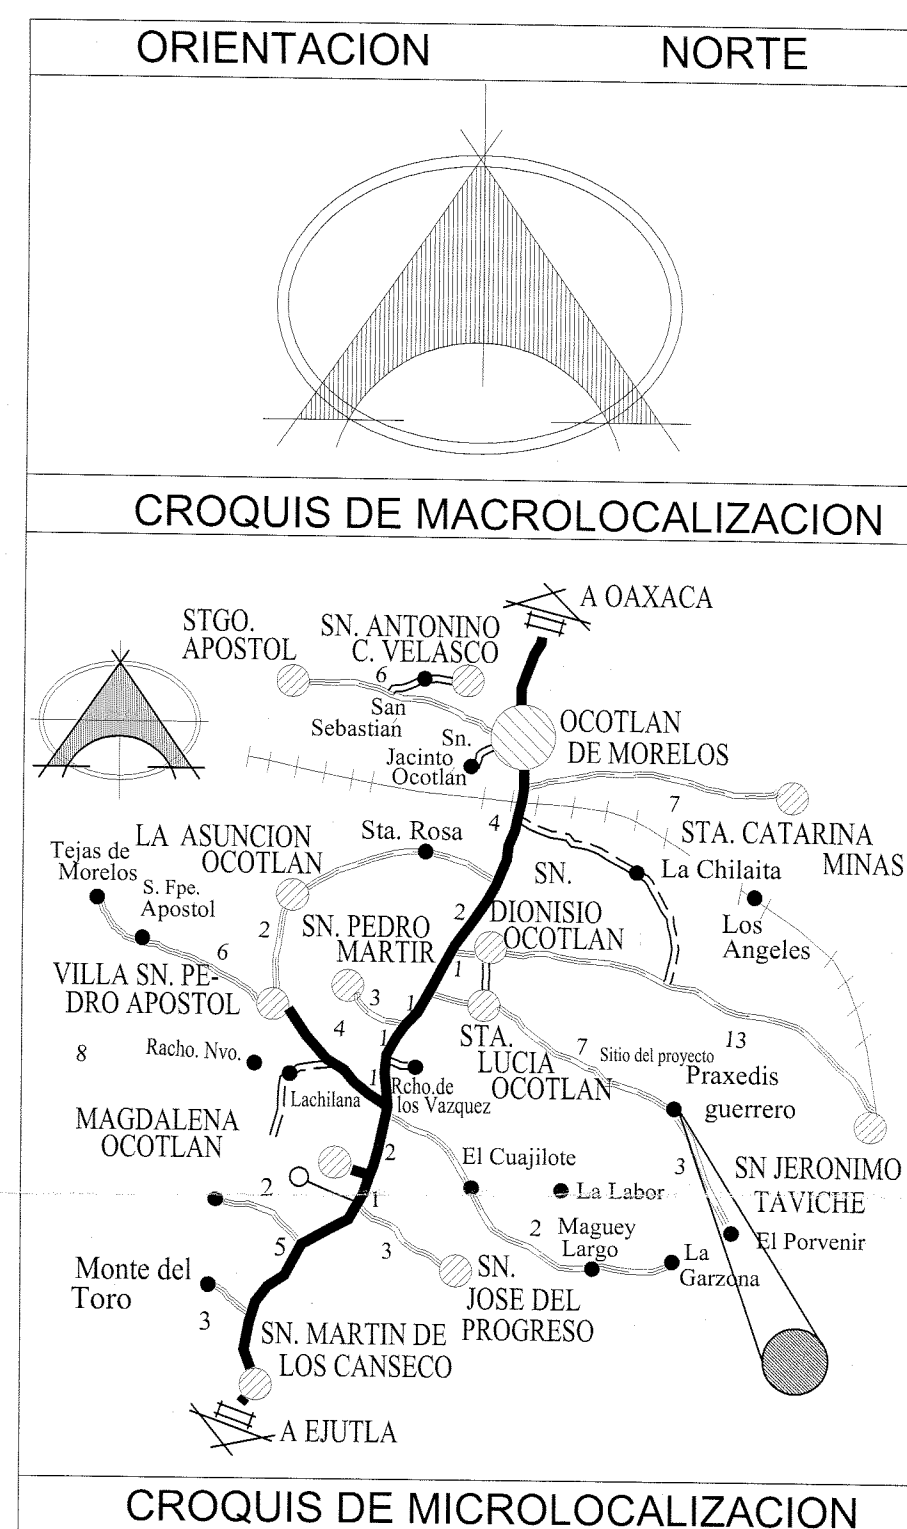 ORIENTACION NORTE
CROQUIS DE MACROLOCALIZACION
A OAXACA
STGO.
APOSTOL
SN. ANTONINO
C. VELASCO
6
San
Sebastian
OCOTLAN
DE MORELOS
Sn.
Jacinto
Ocotlan
7
4
STA. CATARINA
MINAS
LA ASUNCION
OCOTLAN
Sta. Rosa
Tejas de
Morelos
S. Fpe.
Apostol
SN.
DIONISIO
OCOTLAN
La Chilaita
Los
Angeles
2
2
SN. PEDRO
MARTIR
6
1
VILLA SN. PE-
DRO APOSTOL
3
1
4
1
STA.
LUCIA
OCOTLAN
7
13
Sitio del proyecto
Praxedis
guerrero
8
Racho. Nvo.
Lachilana
1
Rcho.de
los Vazquez
MAGDALENA
OCOTLAN
2
El Cuajilote
3
SN JERONIMO
TAVICHE
2
1
La Labor
2
Maguey
Largo
El Porvenir
5
3
La
Garzona
Monte del
Toro
SN.
JOSE DEL
PROGRESO
3
SN. MARTIN DE
LOS CANSECO
A EJUTLA
CROQUIS DE MICROLOCALIZACION